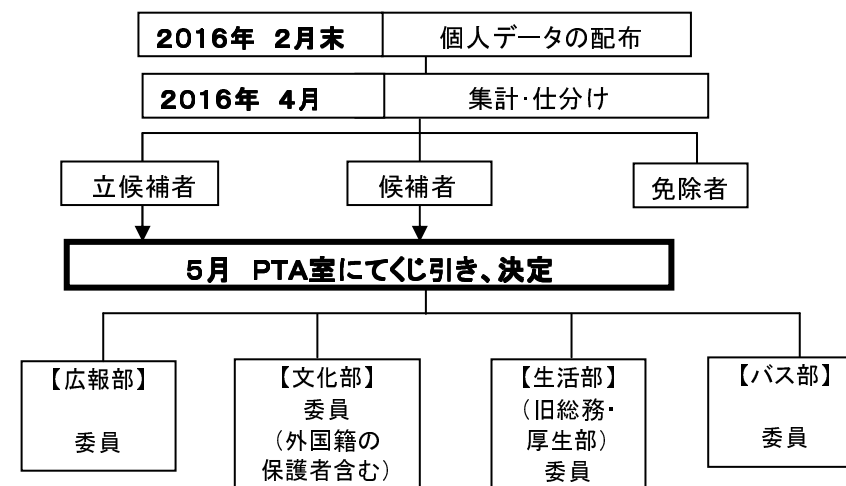 ２０１６年　２月末　個人データの配布
２０１６年　４月　集計・仕分け
立候補者　候補者　免除者
５月　PTA室にてくじ引き、決定
【広報部】
委員
【文化部】
委員
（外国籍の
保護者含む）
【生活部】
（旧総務・
厚生部）
委員
【バス部】
委員